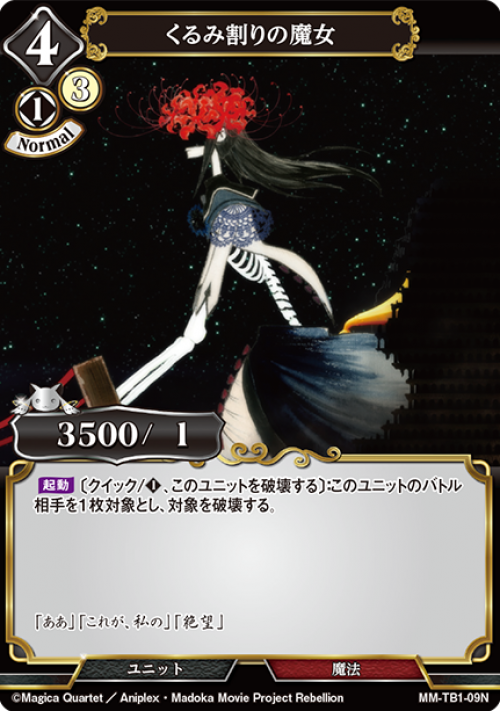 4
くるみ割りの魔女
1
3
Normal
3500/ 1
起動 〔クイック/❶、このユニットを破壊する〕:このユニットのバトル
相手を1枚対象とし、対象を破壊する。
「ああ」「これが、私の」「絶望」
ユニット
魔法
©Magica Quartet／Aniplex・Madoka Movie Project Rebellion
MM-TB1-09N